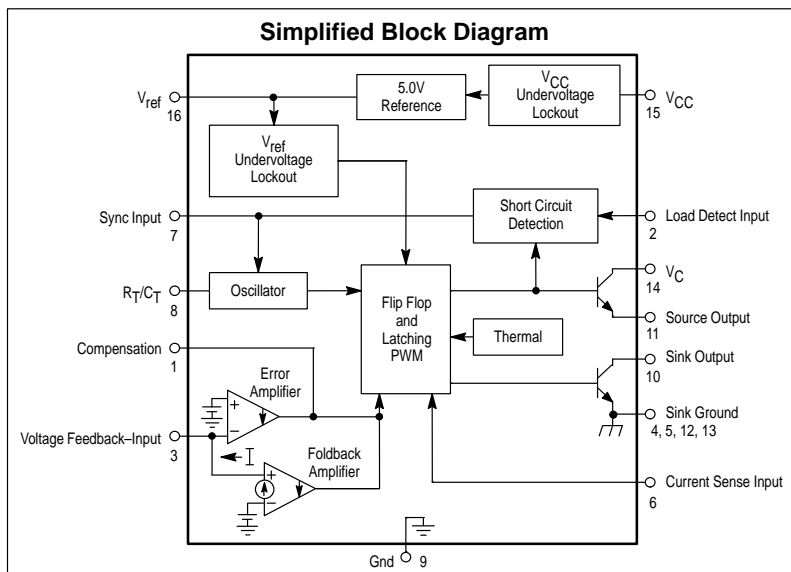 Simplified Block Diagram
Vref
16
5.0V
Reference
VCC
Undervoltage
Lockout
VCC
15
Vref
Undervoltage
Lockout
Sync Input
7
Short Circuit
Detection
Load Detect Input
2
RT/CT
8
Oscillator
Flip Flop
and
Latching
PWM
VC
14
Source Output
11
Thermal
Compensation
1
Sink Output
10
Error
Amplifier
+
–
Sink Ground
4, 5, 12, 13
Voltage Feedback–Input
3
I
Foldback
Amplifier
+
–
Current Sense Input
6
Gnd
9